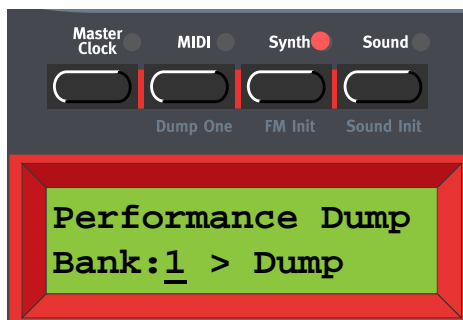 Master
Clock
MIDI
Synth
Sound
Dump One
FM Init
Sound Init
Performance Dump
Bank:1 > Dump